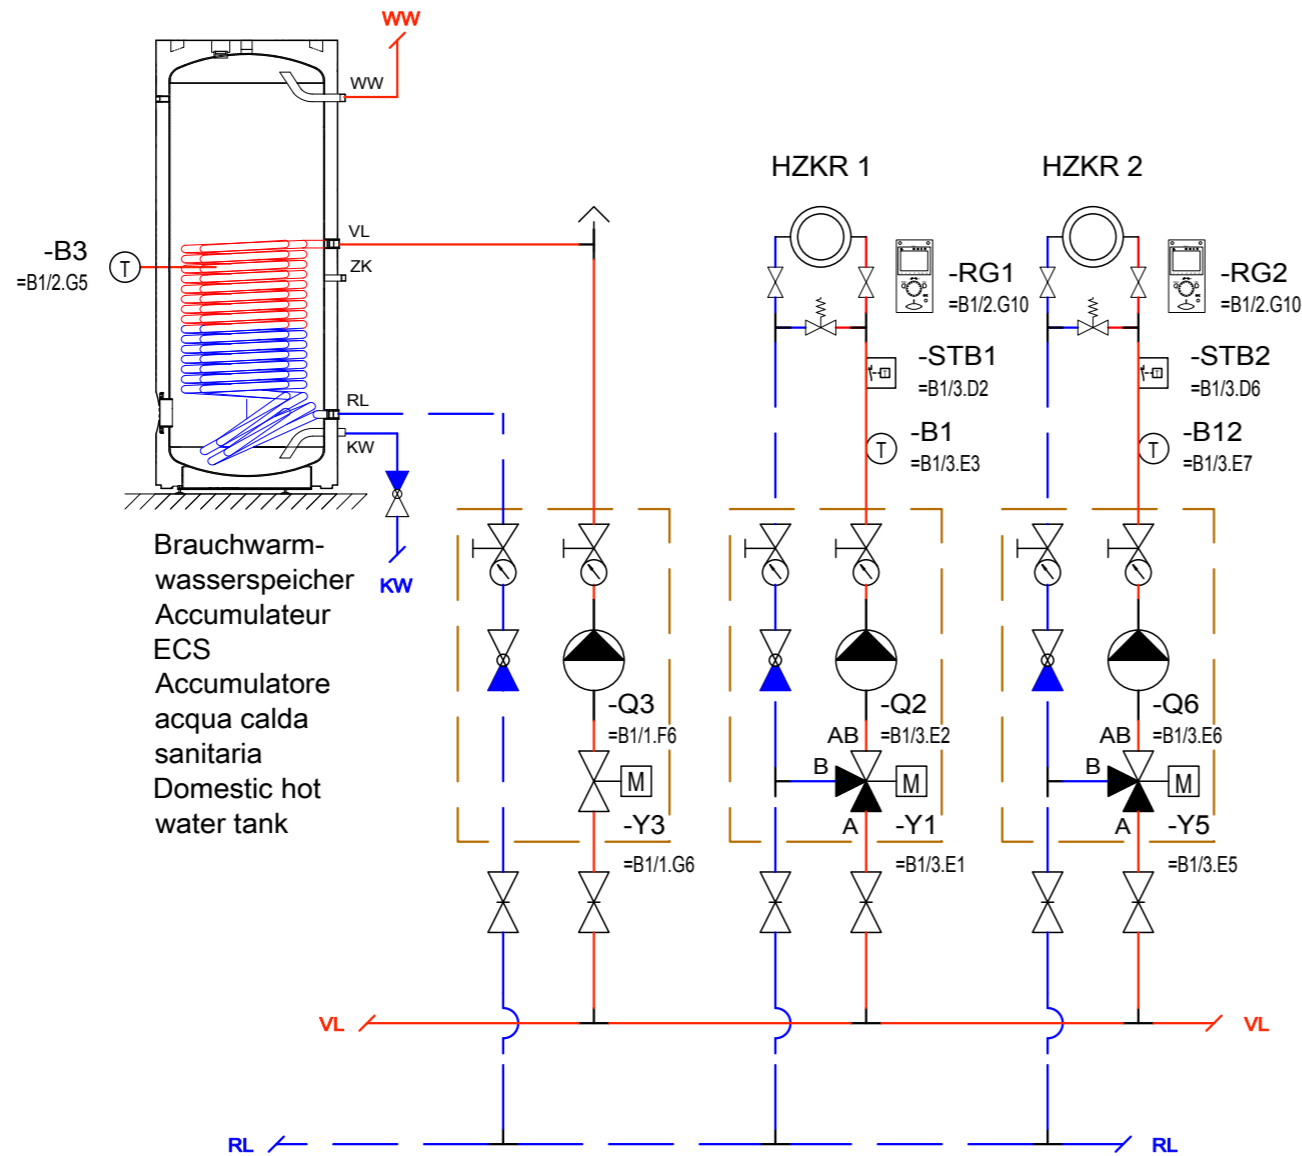 WW
WW
HZKR 1
HZKR 2
VL
-B3
=B1/2.G5
T
ZK
-RG1
=B1/2.G10
-RG2
=B1/2.G10
-STB1
=B1/3.D2
-STB2
=B1/3.D6
RL
KW
T
-B1
=B1/3.E3
T
-B12
=B1/3.E7
Brauchwarm-
wasserspeicher
Accumulateur
ECS
Accumulatore
acqua calda
sanitaria
Domestic hot
water tank
KW
-Q3
=B1/1.F6
M
-Y3
=B1/1.G6
-Q2
=B1/3.E2
AB
B
M
A
-Y1
=B1/3.E1
-Q6
=B1/3.E6
AB
B
M
A
-Y5
=B1/3.E5
VL
VL
RL
RL